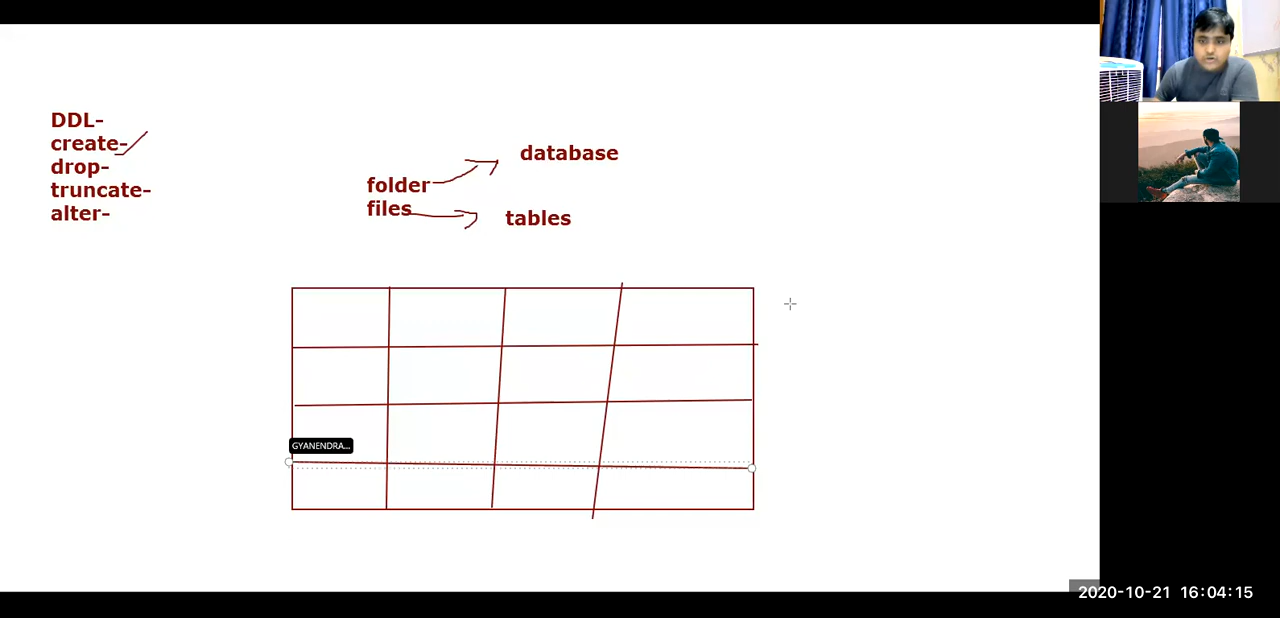 DDL-
create-
drop-
truncate-
alter-
folder
files
database
tables
GYANENDRA...
2020-10-21 16:04:15